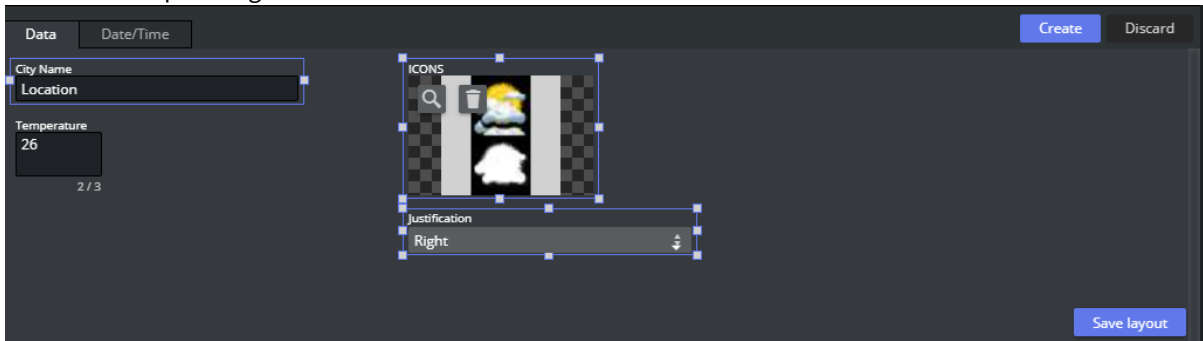 Data
Date/Time
Create
Discard
City Name
Location
Temperature
26
2 / 3
ICONS
Justification
Right
Save layout